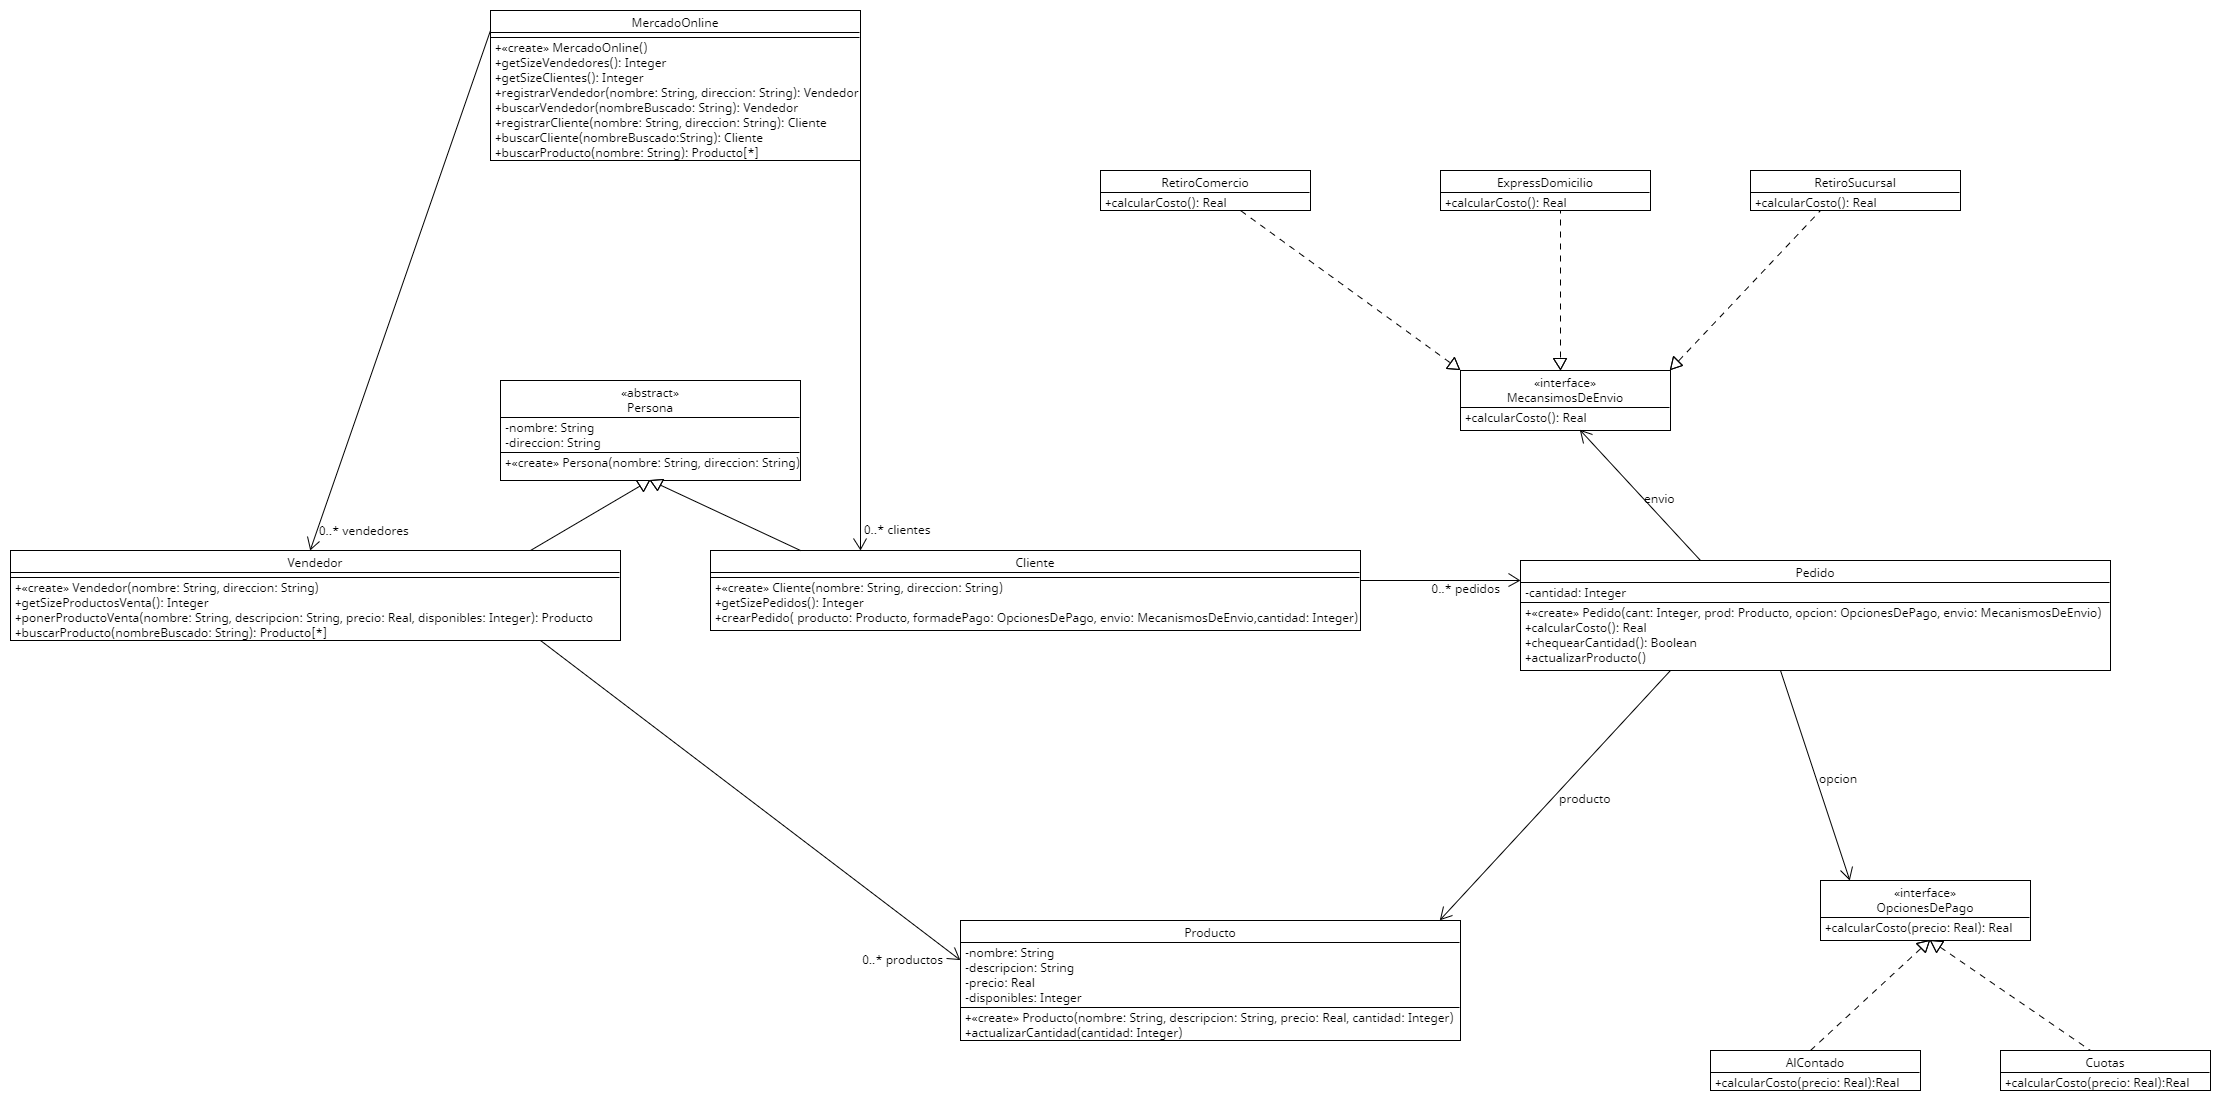 MercadoOnline
+«create» MercadoOnline()
+getSizeVendedores(): Integer
+getSizeClientes(): Integer
+registrarVendedor(nombre: String, direccion: String): Vendedor
+buscarVendedor(nombreBuscado: String): Vendedor
+registrarCliente(nombre: String, direccion: String): Cliente
+buscarCliente(nombreBuscado:String): Cliente
+buscarProducto(nombre: String): Producto[*]
RetiroComercio
+calcularCosto(): Real
ExpressDomicilio
+calcularCosto(): Real
RetiroSucursal
+calcularCosto(): Real
«interface»
MecansimosDeEnvio
+calcularCosto(): Real
«abstract»
Persona
-nombre: String
-direccion: String
+«create» Persona(nombre: String, direccion: String)
envio
0..* vendedores
0..* clientes
Vendedor
+«create» Vendedor(nombre: String, direccion: String)
+getSizeProductosVenta(): Integer
+ponerProductoVenta(nombre: String, descripcion: String, precio: Real, disponibles: Integer): Producto
+buscarProducto(nombreBuscado: String): Producto[*]
Cliente
+«create» Cliente(nombre: String, direccion: String)
+getSizePedidos(): Integer
+crearPedido( producto: Producto, formadePago: OpcionesDePago, envio: MecanismosDeEnvio,cantidad: Integer)
0..* pedidos
Pedido
-cantidad: Integer
+«create» Pedido(cant: Integer, prod: Producto, opcion: OpcionesDePago, envio: MecanismosDeEnvio)
+calcularCosto(): Real
+chequearCantidad(): Boolean
+actualizarProducto()
opcion
producto
«interface»
OpcionesDePago
+calcularCosto(precio: Real): Real
0..* productos
Producto
-nombre: String
-descripcion: String
-precio: Real
-disponibles: Integer
+«create» Producto(nombre: String, descripcion: String, precio: Real, cantidad: Integer)
+actualizarCantidad(cantidad: Integer)
AlContado
+calcularCosto(precio: Real):Real
Cuotas
+calcularCosto(precio: Real):Real